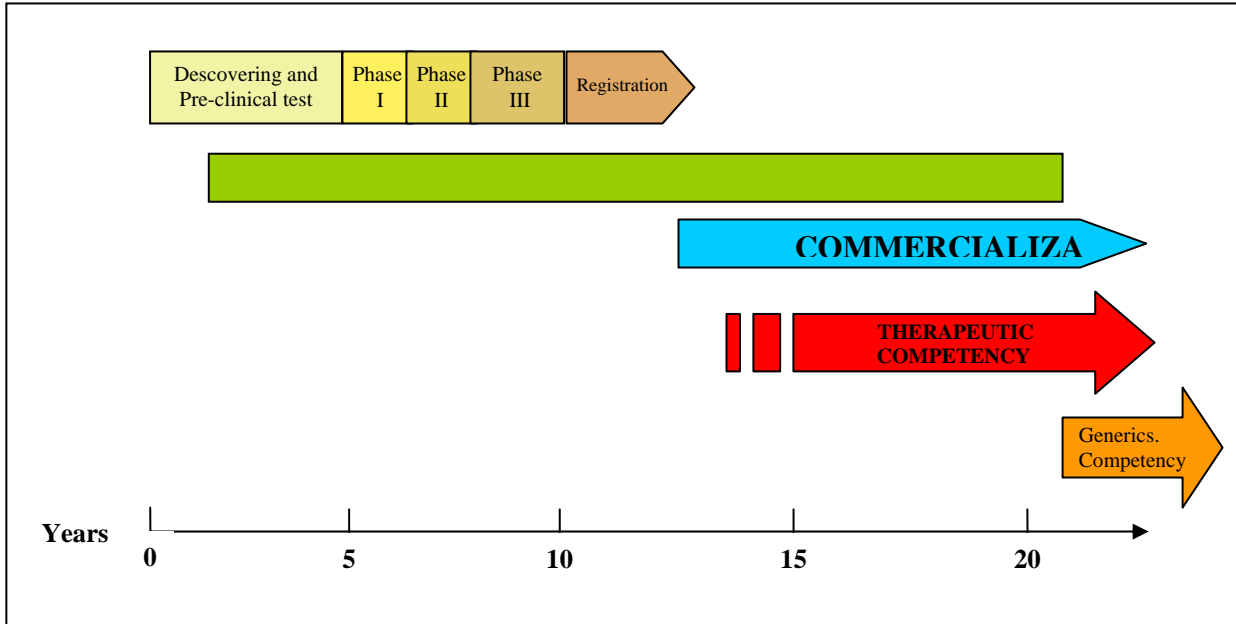 Descovering and
Pre-clinical test
Phase
I
Phase
II
Phase
III
Registration
COMMERCIALIZA
THERAPEUTIC
COMPETENCY
Generics.
Competency
Years
0
5
10
15
20